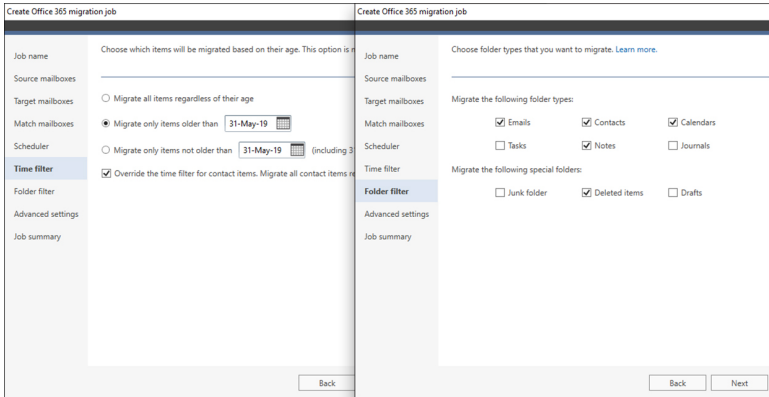 Create Office 365 migration job
Job name
Source mailboxes
Target mailboxes
Match mailboxes
Scheduler
Time filter
Folder filter
Advanced settings
Job summary
Choose which items will be migrated based on their age. This option is
Migrate all items regardless of their age
Migrate only items older than 31-May-19
Migrate only items not older than 31-May-19 (including 3
Override the time filter for contact items. Migrate all contact items re
Back
Create Office 365 migration job
Job name
Source mailboxes
Target mailboxes
Match mailboxes
Scheduler
Time filter
Folder filter
Advanced settings
Job summary
Choose folder types that you want to migrate. Learn more.
Migrate the following folder types:
Emails Contacts Calendars
Tasks Notes Journals
Migrate the following special folders:
Junk folder Deleted items Drafts
Back Next